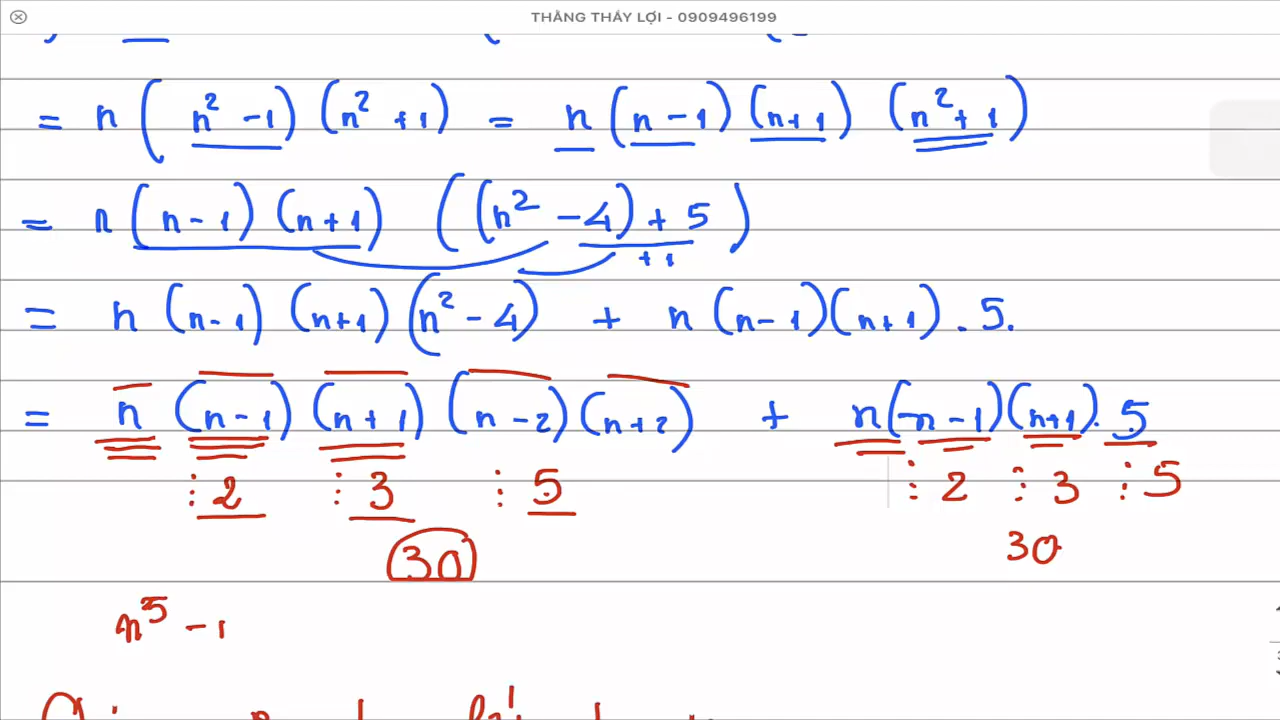 THẦNG THẦY LỢI - 0909496199
= n (n² -1) (n² +1) = n (n -1) (n+1) (n²+1)
= n (n-1) (n+1) ((n² -4) + 5)
+1
= n (n-1) (n+1) (n² -4) + n (n-1)(n+1) . 5.
= n (n-1) (n+1) (n-2) (n+2) + n(n-1)(n+1). 5
⋮ 2 ⋮ 3 ⋮ 5 ⋮ 2 ⋮ 3 ⋮ 5
30 30
n⁵ -1